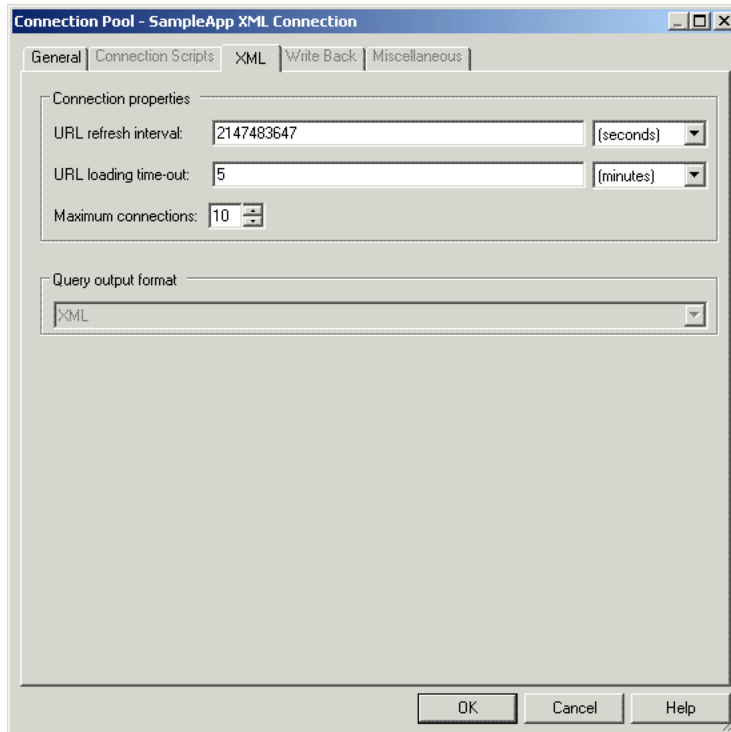 Connection Pool - SampleApp XML Connection
General Connection Scripts XML Write Back Miscellaneous
Connection properties
URL refresh interval: 2147483647 (seconds)
URL loading time-out: 5 (minutes)
Maximum connections: 10
Query output format
XML
OK Cancel Help